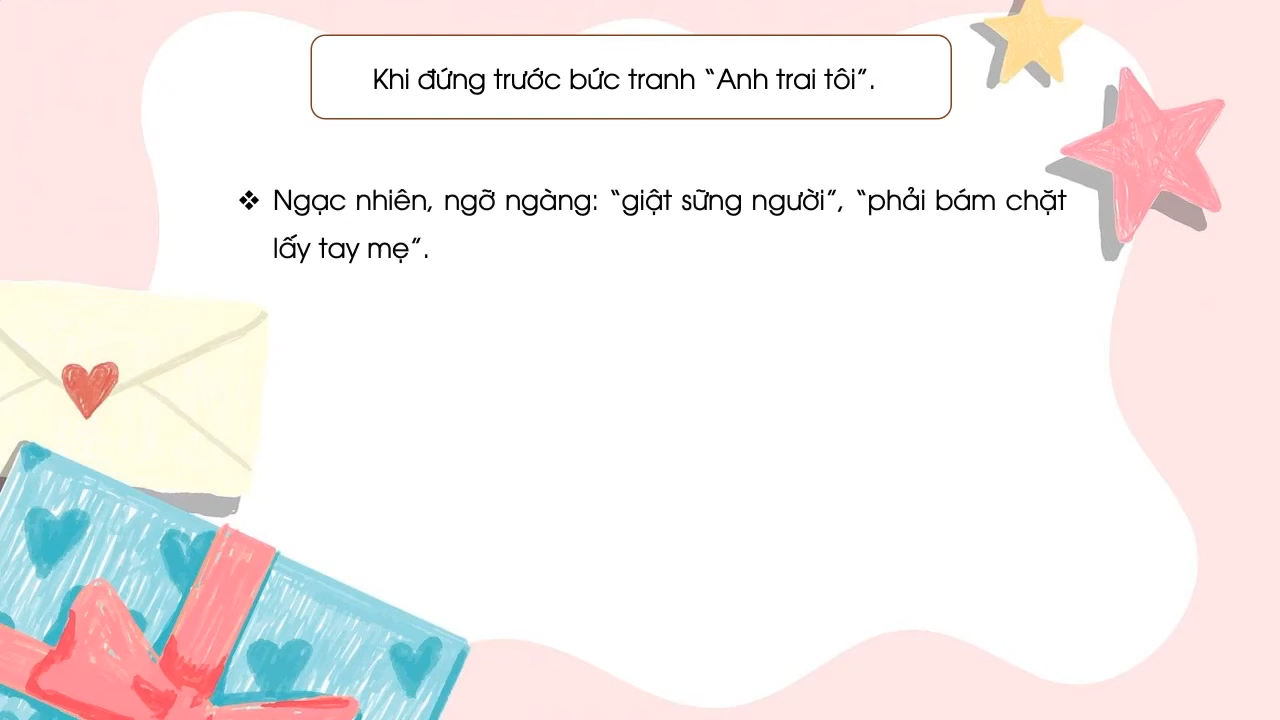 Khi đứng trước bức tranh “Anh trai tôi”.
❖ Ngạc nhiên, ngỡ ngàng: “giật sững người”, “phải bám chặt
lấy tay mẹ”.